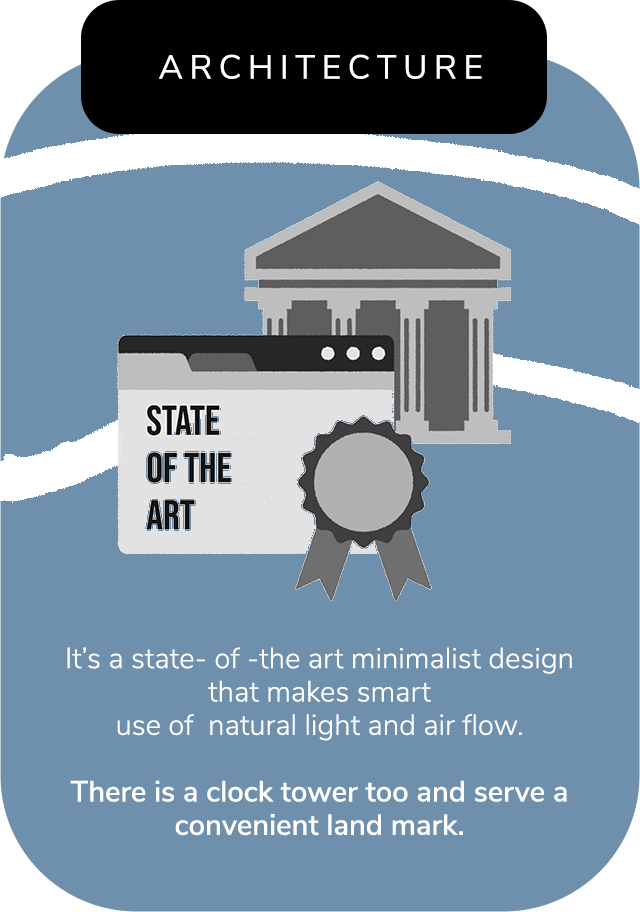 ARCHITECTURE
STATE
OF THE
ART
It’s a state- of -the art minimalist design
that makes smart
use of  natural light and air flow.
There is a clock tower too and serve a
convenient land mark.